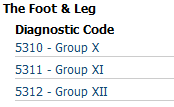 The Foot & Leg
Diagnostic Code
5310 - Group X
5311 - Group XI
5312 - Group XII